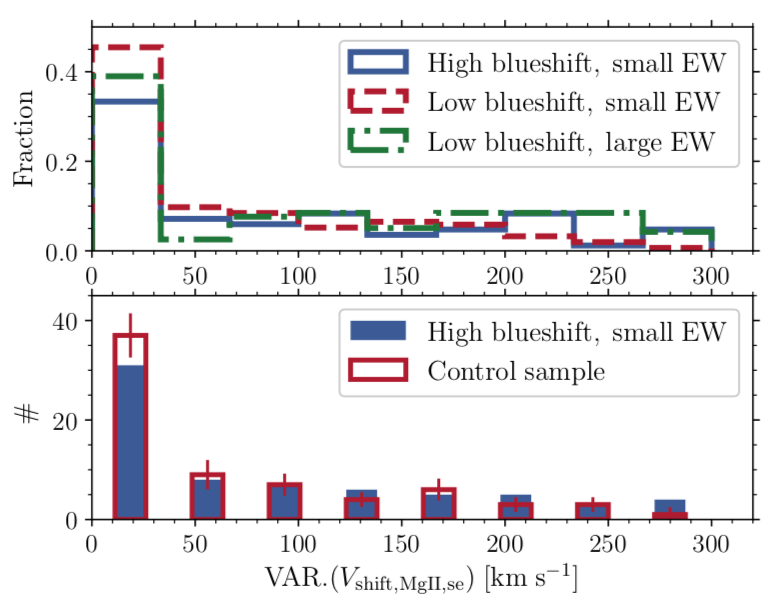 Fraction
0.4
0.2
0.0
High blueshift, small EW
Low blueshift, small EW
Low blueshift, large EW
0 50 100 150 200 250 300
#
40
20
0
High blueshift, small EW
Control sample
0 50 100 150 200 250 300
VAR.(V_shift,MgII,se) [km s⁻¹]